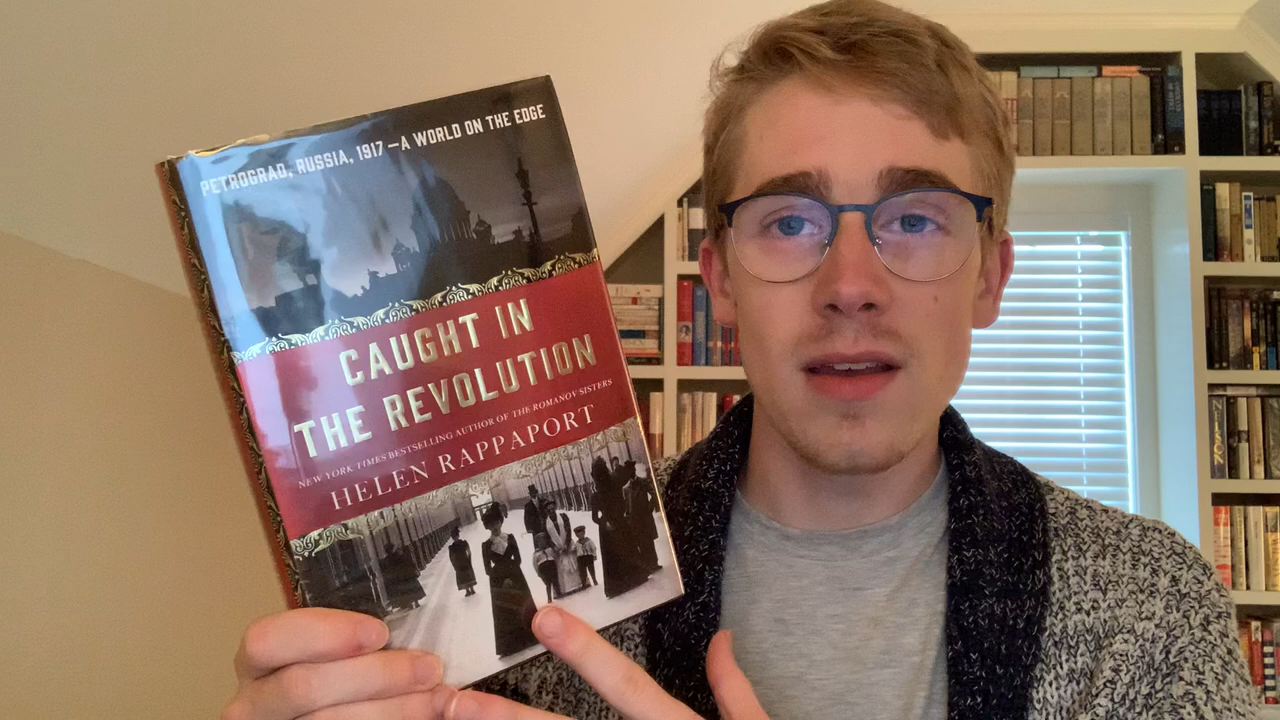 PETROGRAD, RUSSIA, 1917—A WORLD ON THE EDGE
CAUGHT IN
THE REVOLUTION
NEW YORK TIMES BESTSELLING AUTHOR OF THE ROMANOV SISTERS
HELEN RAPPAPORT